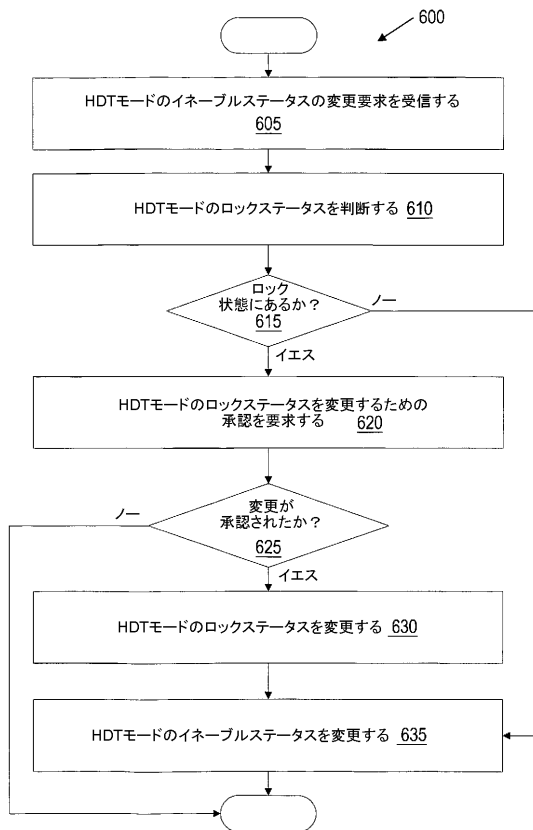 600
HDTモードのイネーブルステータスの変更要求を受信する
605
HDTモードのロックステータスを判断する 610
ロック
状態にあるか？
615
ノー
イエス
HDTモードのロックステータスを変更するための
承認を要求する 620
変更が
承認されたか？
625
ノー
イエス
HDTモードのロックステータスを変更する 630
HDTモードのイネーブルステータスを変更する 635